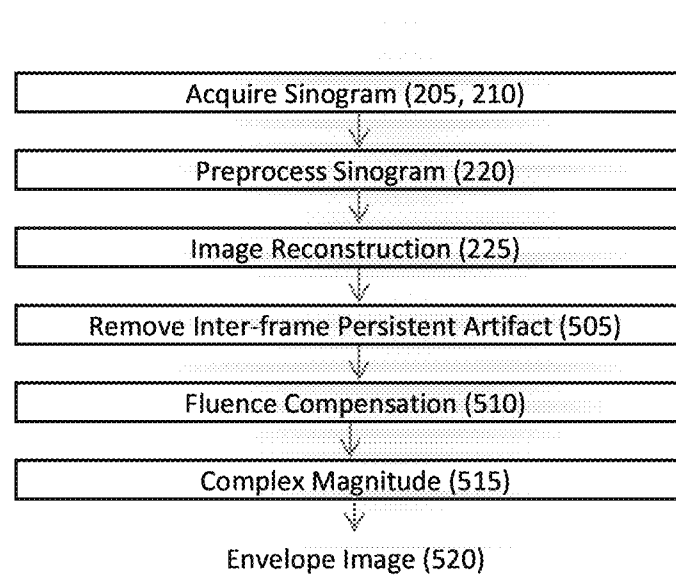 Acquire Sinogram (205, 210)
Preprocess Sinogram (220)
Image Reconstruction (225)
Remove Inter-frame Persistent Artifact (505)
Fluence Compensation (510)
Complex Magnitude (515)
Envelope Image (520)